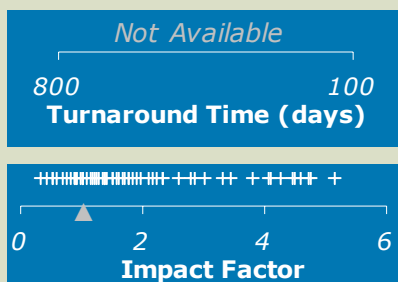 Not Available
800 100
Turnaround Time (days)
0 2 4 6
Impact Factor